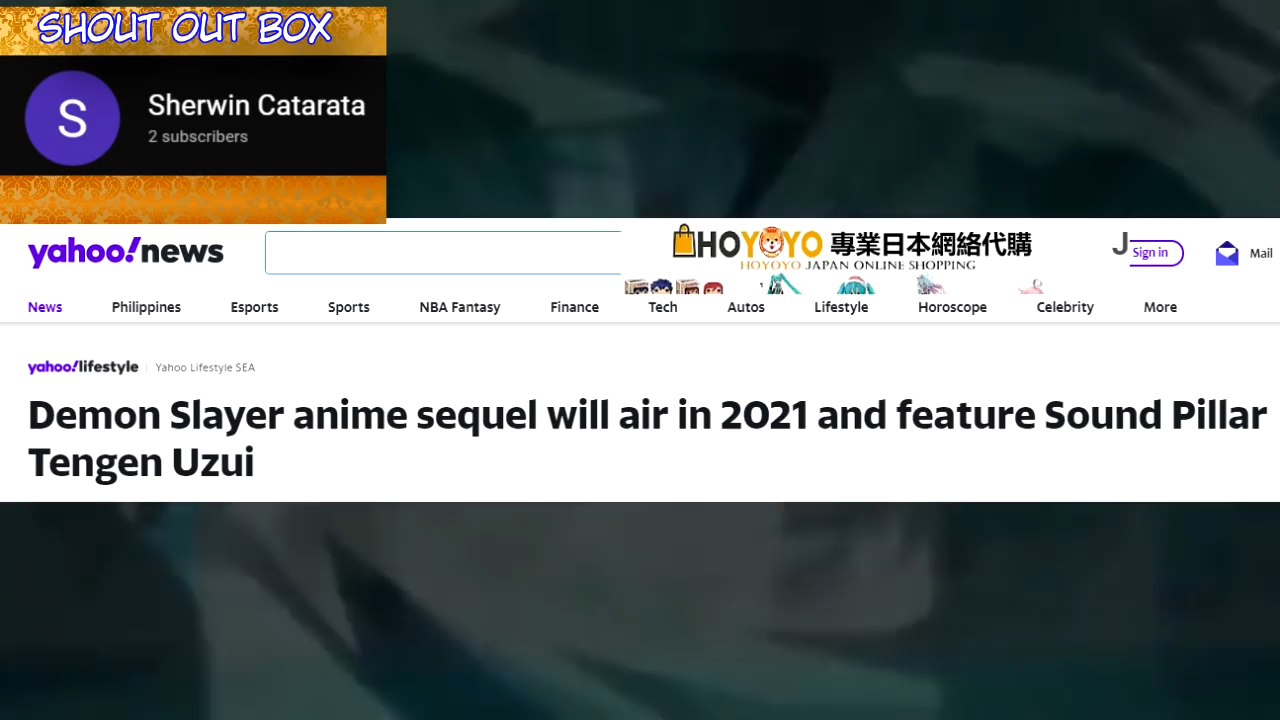 SHOUT OUT BOX
S
Sherwin Catarata
2 subscribers
yahoo!news
HOYOYO 專業日本網絡代購
HOYOYO JAPAN ONLINE SHOPPING
J
Sign in
Mail
News Philippines Esports Sports NBA Fantasy Finance Tech Autos Lifestyle Horoscope Celebrity More
yahoo!lifestyle Yahoo Lifestyle SEA
Demon Slayer anime sequel will air in 2021 and feature Sound Pillar
Tengen Uzui